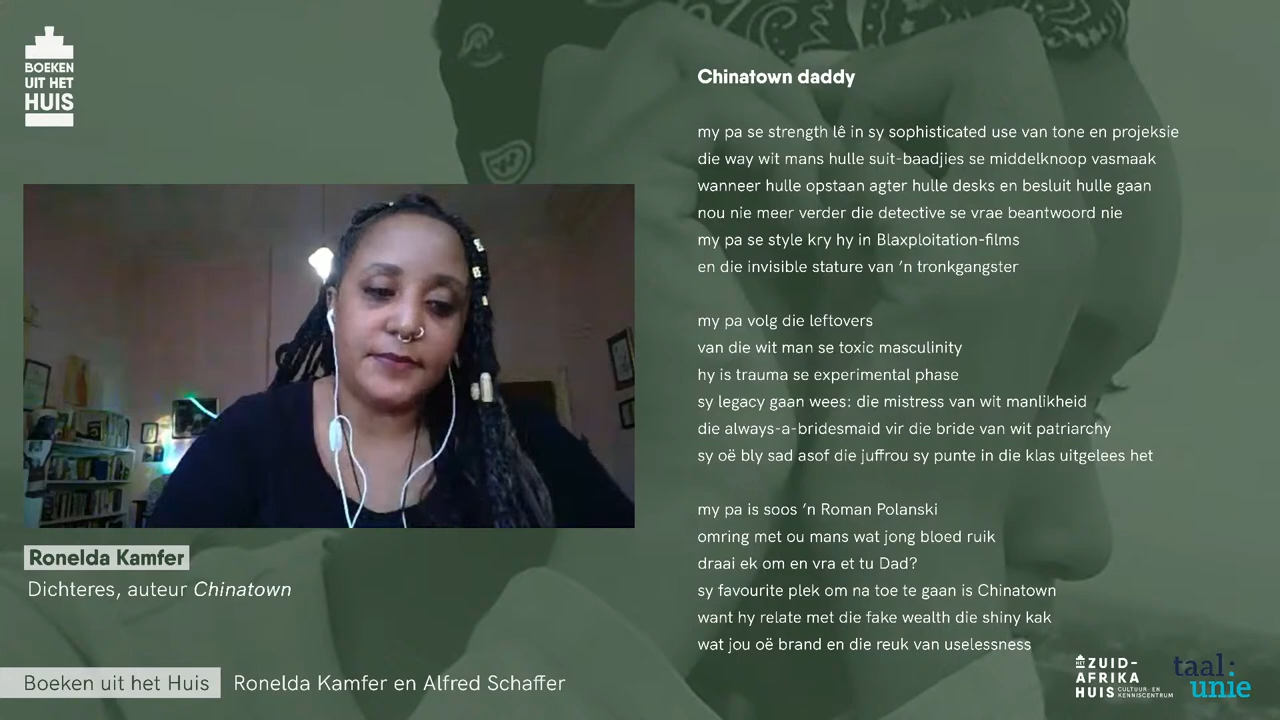 BOEKEN
UIT HET
HUIS
Chinatown daddy
my pa se strength lê in sy sophisticated use van tone en projeksie
die way wit mans hulle suit-baadjies se middelknoop vasmaak
wanneer hulle opstaan agter hulle desks en besluit hulle gaan
nou nie meer verder die detective se vrae beantwoord nie
my pa se style kry hy in Blaxploitation-films
en die invisible stature van ’n tronkgangster
my pa volg die leftovers
van die wit man se toxic masculinity
hy is trauma se experimental phase
sy legacy gaan wees: die mistress van wit manlikheid
die always-a-bridesmaid vir die bride van wit patriarchy
sy oë bly sad asof die juffrou sy punte in die klas uitgelees het
my pa is soos ’n Roman Polanski
omring met ou mans wat jong bloed ruik
draai ek om en vra et tu Dad?
sy favourite plek om na toe te gaan is Chinatown
want hy relate met die fake wealth die shiny kak
wat jou oë brand en die reuk van uselessness
Ronelda Kamfer
Dichteres, auteur Chinatown
Boeken uit het Huis Ronelda Kamfer en Alfred Schaffer
HET ZUID-
AFRIKA
HUIS CULTUUR- EN
KENNISCENTRUM
taal:
unie